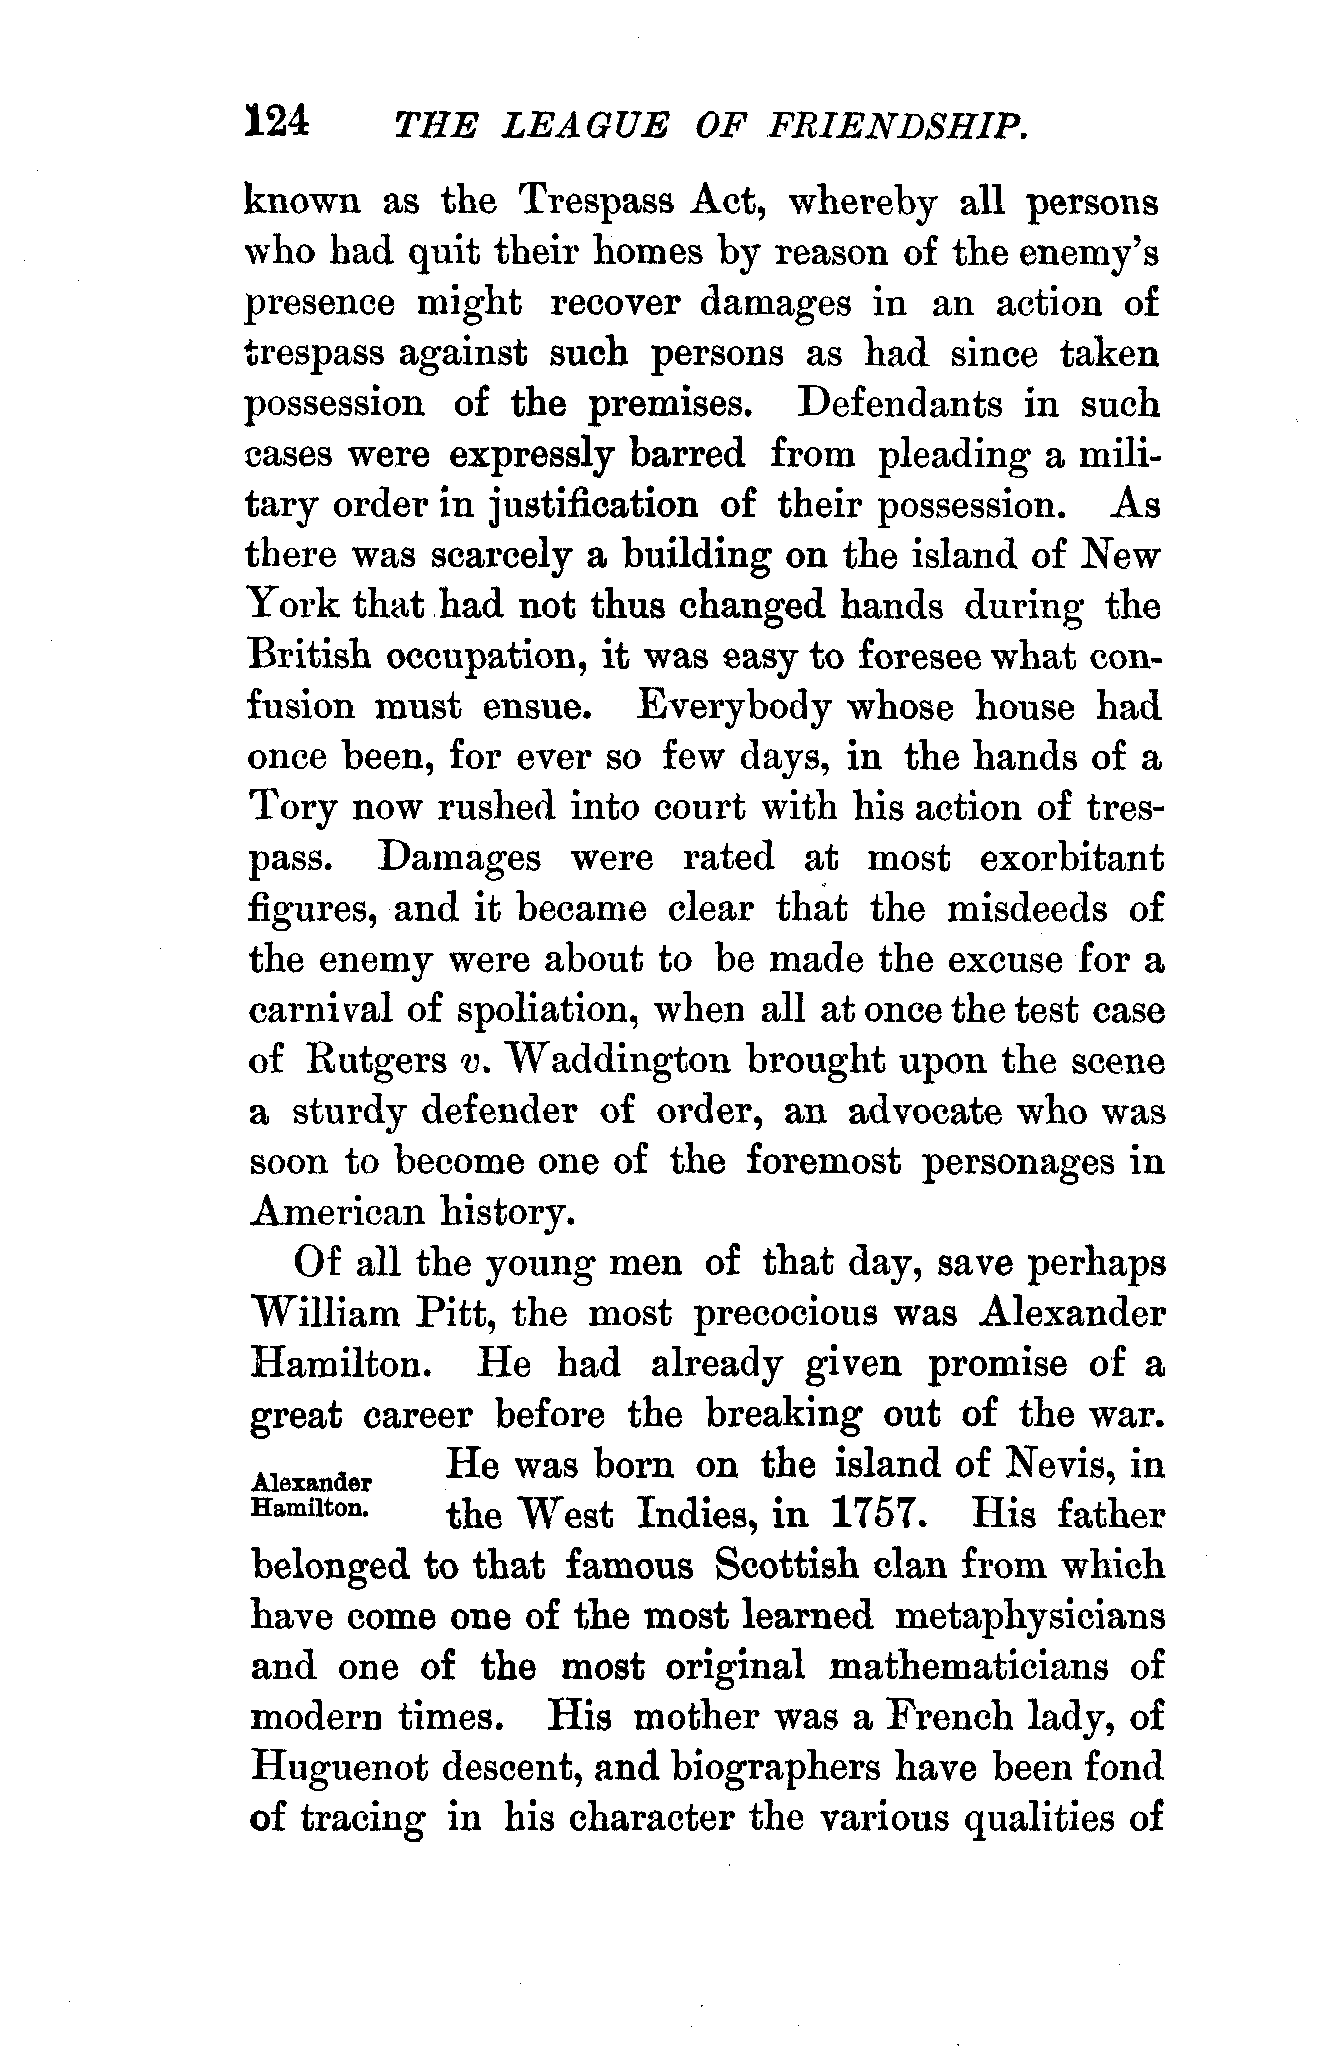 124 THE LEAGUE OF FRIENDSHIP.
known as the Trespass Act, whereby all persons
who had quit their homes by reason of the enemy's
presence might recover damages in an action of
trespass against such persons as had since taken
possession of the premises. Defendants in such
cases were expressly barred from pleading a mili-
tary order in justification of their possession. As
there was scarcely a building on the island of New
York that had not thus changed hands during the
British occupation, it was easy to foresee what con-
fusion must ensue. Everybody whose house had
once been, for ever so few days, in the hands of a
Tory now rushed into court with his action of tres-
pass. Damages were rated at most exorbitant
figures, and it became clear that the misdeeds of
the enemy were about to be made the excuse for a
carnival of spoliation, when all at once the test case
of Rutgers v. Waddington brought upon the scene
a sturdy defender of order, an advocate who was
soon to become one of the foremost personages in
American history.
Of all the young men of that day, save perhaps
William Pitt, the most precocious was Alexander
Hamilton. He had already given promise of a
great career before the breaking out of the war.
Alexander
Hamilton.
He was born on the island of Nevis, in
the West Indies, in 1757. His father
belonged to that famous Scottish clan from which
have come one of the most learned metaphysicians
and one of the most original mathematicians of
modern times. His mother was a French lady, of
Huguenot descent, and biographers have been fond
of tracing in his character the various qualities of